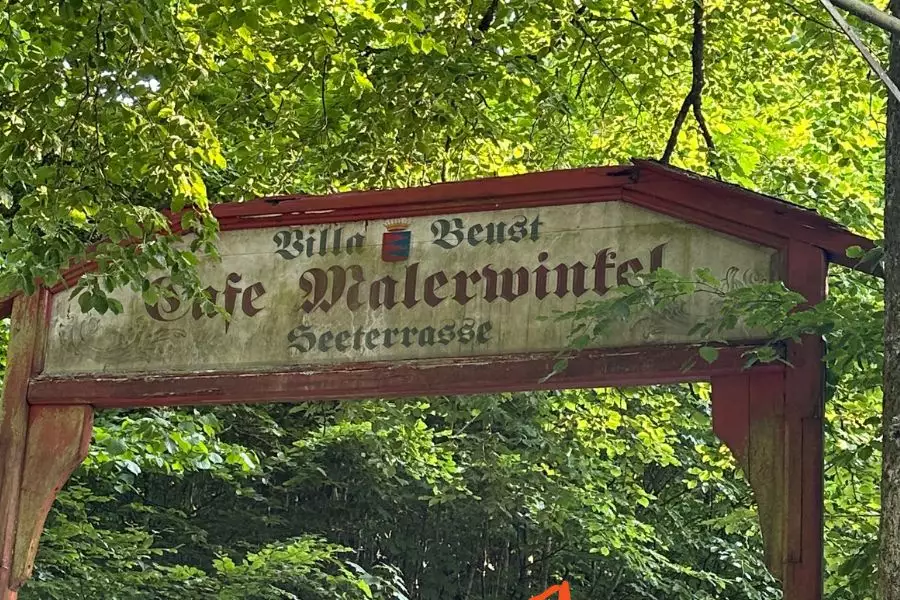 Villa Beust
Cafe Malerwinkel
Seeterrasse